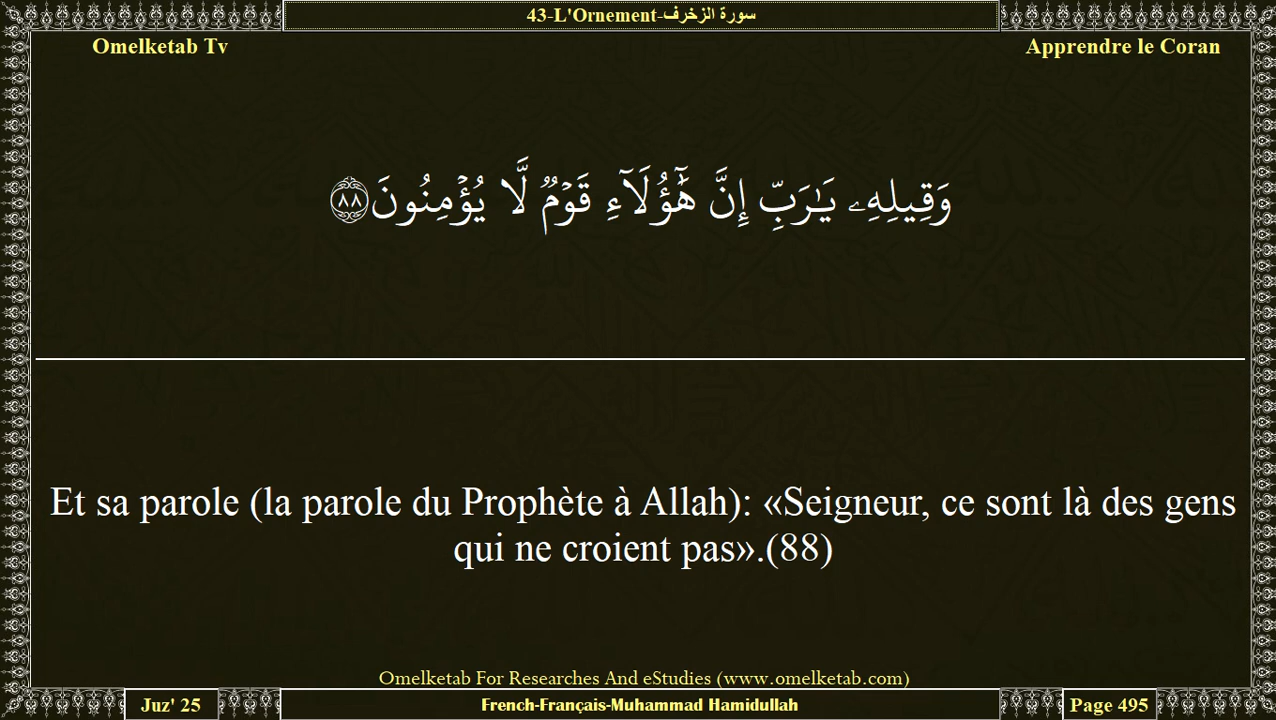 43-L'Ornement-سورة الزخرف
Omelketab Tv
Apprendre le Coran
وَقِيلِهِۦ يَـٰرَبِّ إِنَّ هَـٰٓؤُلَآءِ قَوْمٌۭ لَّا يُؤْمِنُونَ ٨٨
Et sa parole (la parole du Prophète à Allah): «Seigneur, ce sont là des gens
qui ne croient pas».(88)
Omelketab For Researches And eStudies (www.omelketab.com)
Juz' 25
French-Français-Muhammad Hamidullah
Page 495